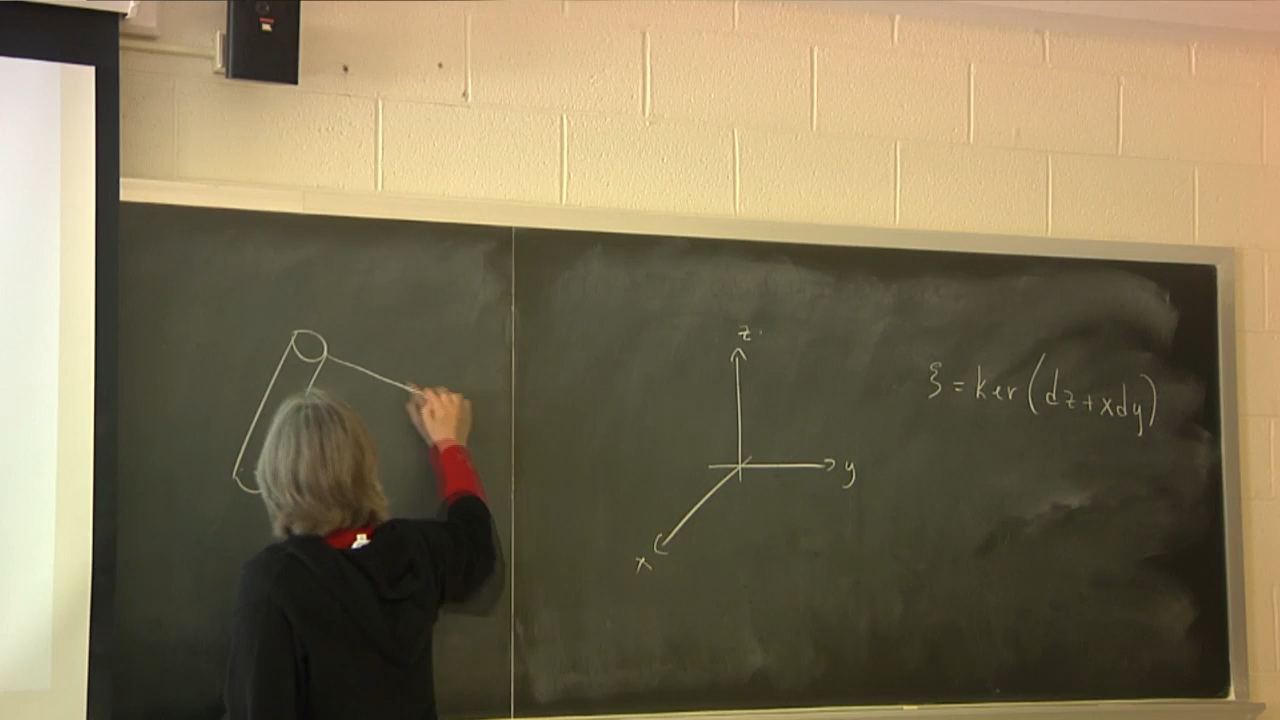 z
y
x
ξ = ker(dz+xdy)